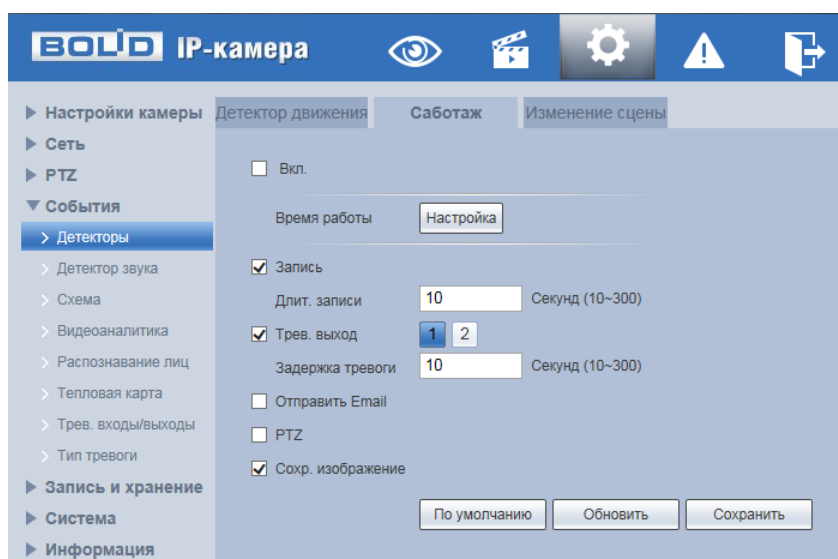 BOLID IP-камера
Настройки камеры
Сеть
PTZ
События
Детекторы
Детектор звука
Схема
Видеоаналитика
Распознавание лиц
Тепловая карта
Трев. входы/выходы
Тип тревоги
Запись и хранение
Система
Информация
Детектор движения Саботаж Изменение сцены
Вкл.
Время работы Настройка
Запись
Длит. записи 10 Секунд (10~300)
Трев. выход 1 2
Задержка тревоги 10 Секунд (10~300)
Отправить Email
PTZ
Сохр. изображение
По умолчанию Обновить Сохранить